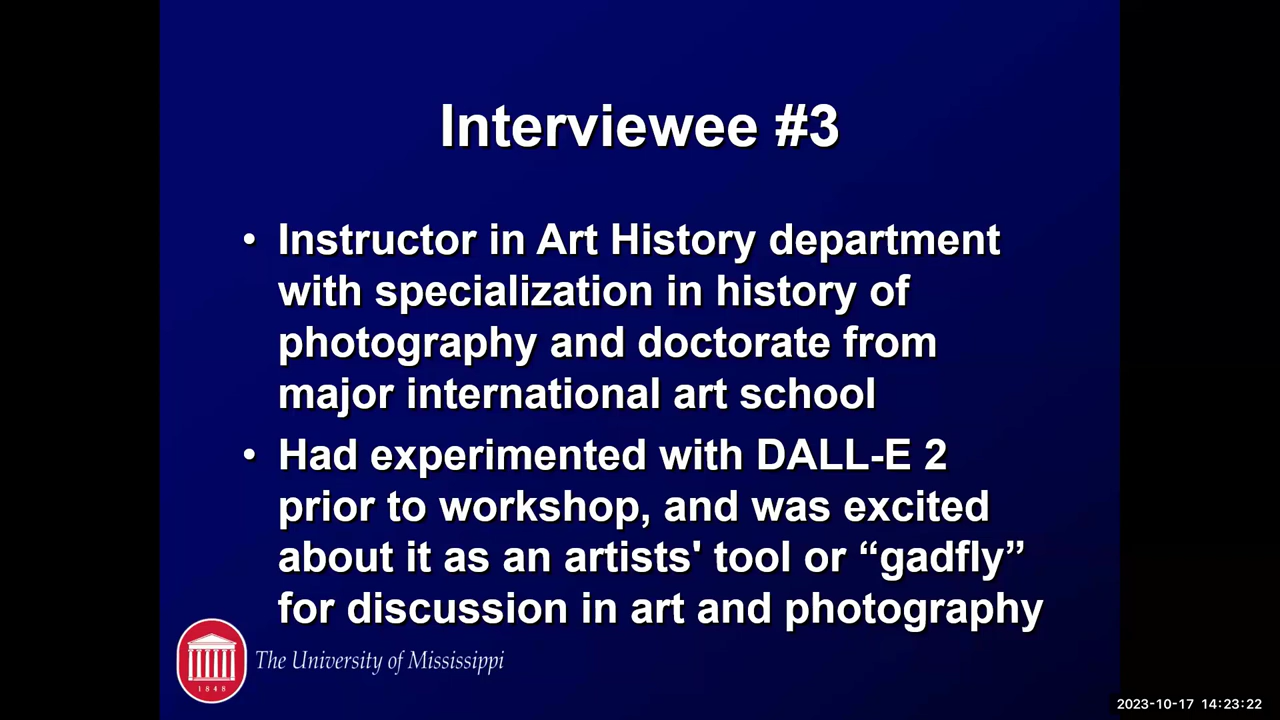 Interviewee #3
• Instructor in Art History department
with specialization in history of
photography and doctorate from
major international art school
• Had experimented with DALL-E 2
prior to workshop, and was excited
about it as an artists' tool or “gadfly”
for discussion in art and photography
The University of Mississippi
1848
2023-10-17 14:23:22